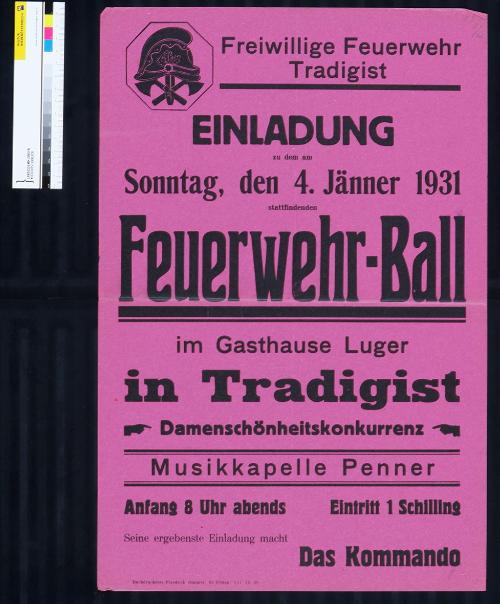 Freiwillige Feuerwehr
Tradigist
EINLADUNG
zu dem am
Sonntag, den 4. Jänner 1931
stattfindenden
Feuerwehr-Ball
im Gasthause Luger
in Tradigist
Damenschönheitskonkurrenz
Musikkapelle Penner
Anfang 8 Uhr abends Eintritt 1 Schilling
Seine ergebenste Einladung macht
Das Kommando